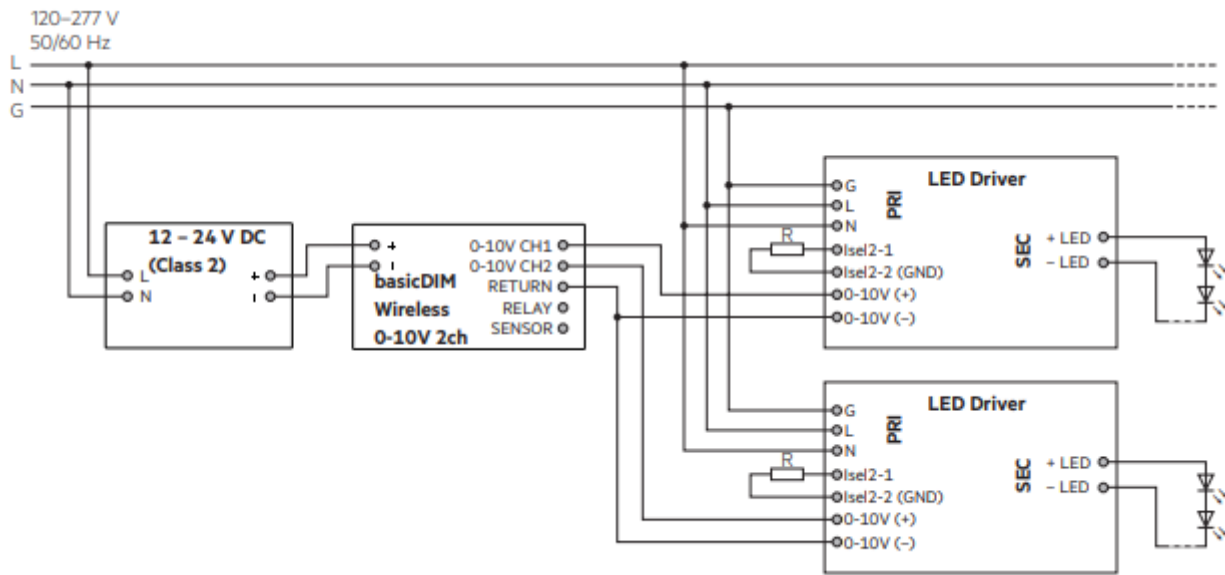 120–277 V
50/60 Hz
L
N
G
12 – 24 V DC
(Class 2)
L
N
+
–
+
–
basicDIM
Wireless
0-10V 2ch
0-10V CH1
0-10V CH2
RETURN
RELAY
SENSOR
LED Driver
PRI
G
L
N
R
Isel2-1
Isel2-2 (GND)
0-10V (+)
0-10V (–)
SEC
+ LED
– LED
LED Driver
PRI
G
L
N
R
Isel2-1
Isel2-2 (GND)
0-10V (+)
0-10V (–)
SEC
+ LED
– LED